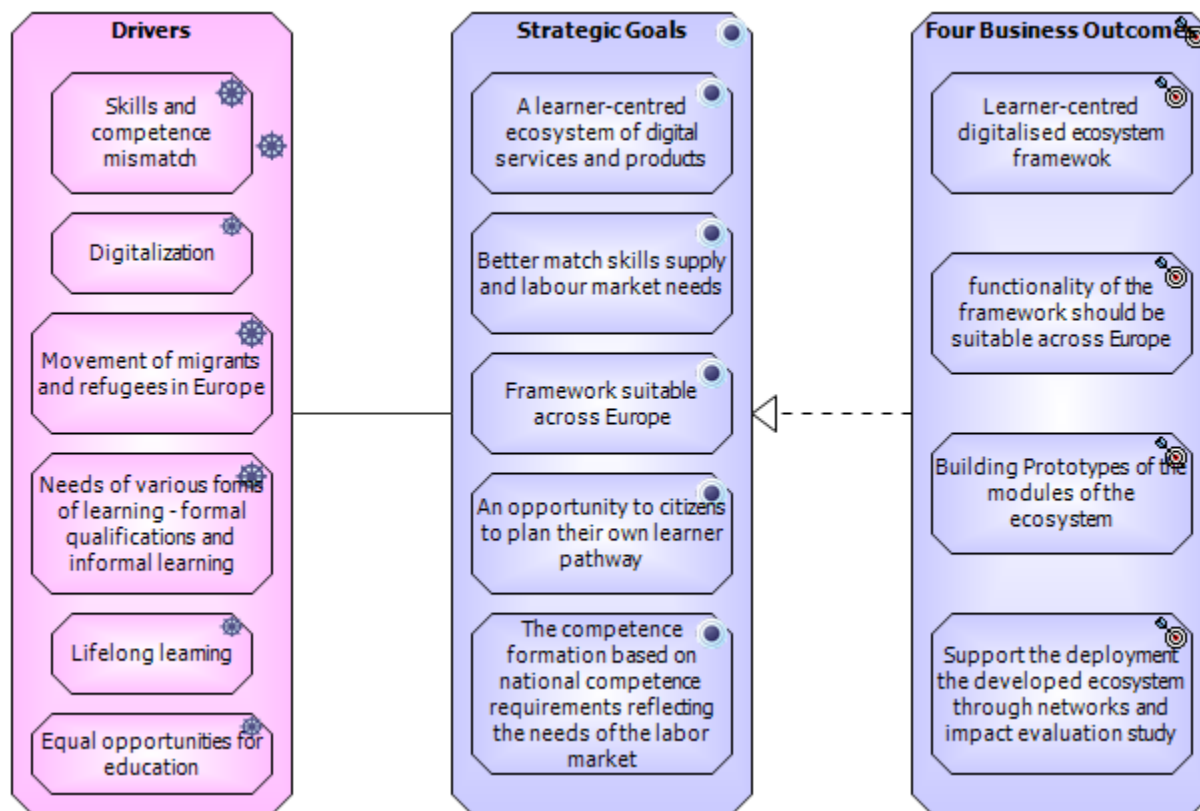 Drivers
Skills and
competence
mismatch
Digitalization
Movement of migrants
and refugees in Europe
Needs of various forms
of learning - formal
qualifications and
informal learning
Lifelong learning
Equal opportunities for
education
Strategic Goals
A learner-centred
ecosystem of digital
services and products
Better match skills supply
and labour market needs
Framework suitable
across Europe
An opportunity to citizens
to plan their own learner
pathway
The competence
formation based on
national competence
requirements reflecting
the needs of the labor
market
Four Business Outcomes
Learner-centred
digitalised ecosystem
framewok
functionality of the
framework should be
suitable across Europe
Building Prototypes of the
modules of the
ecosystem
Support the deployment
the developed ecosystem
through networks and
impact evaluation study